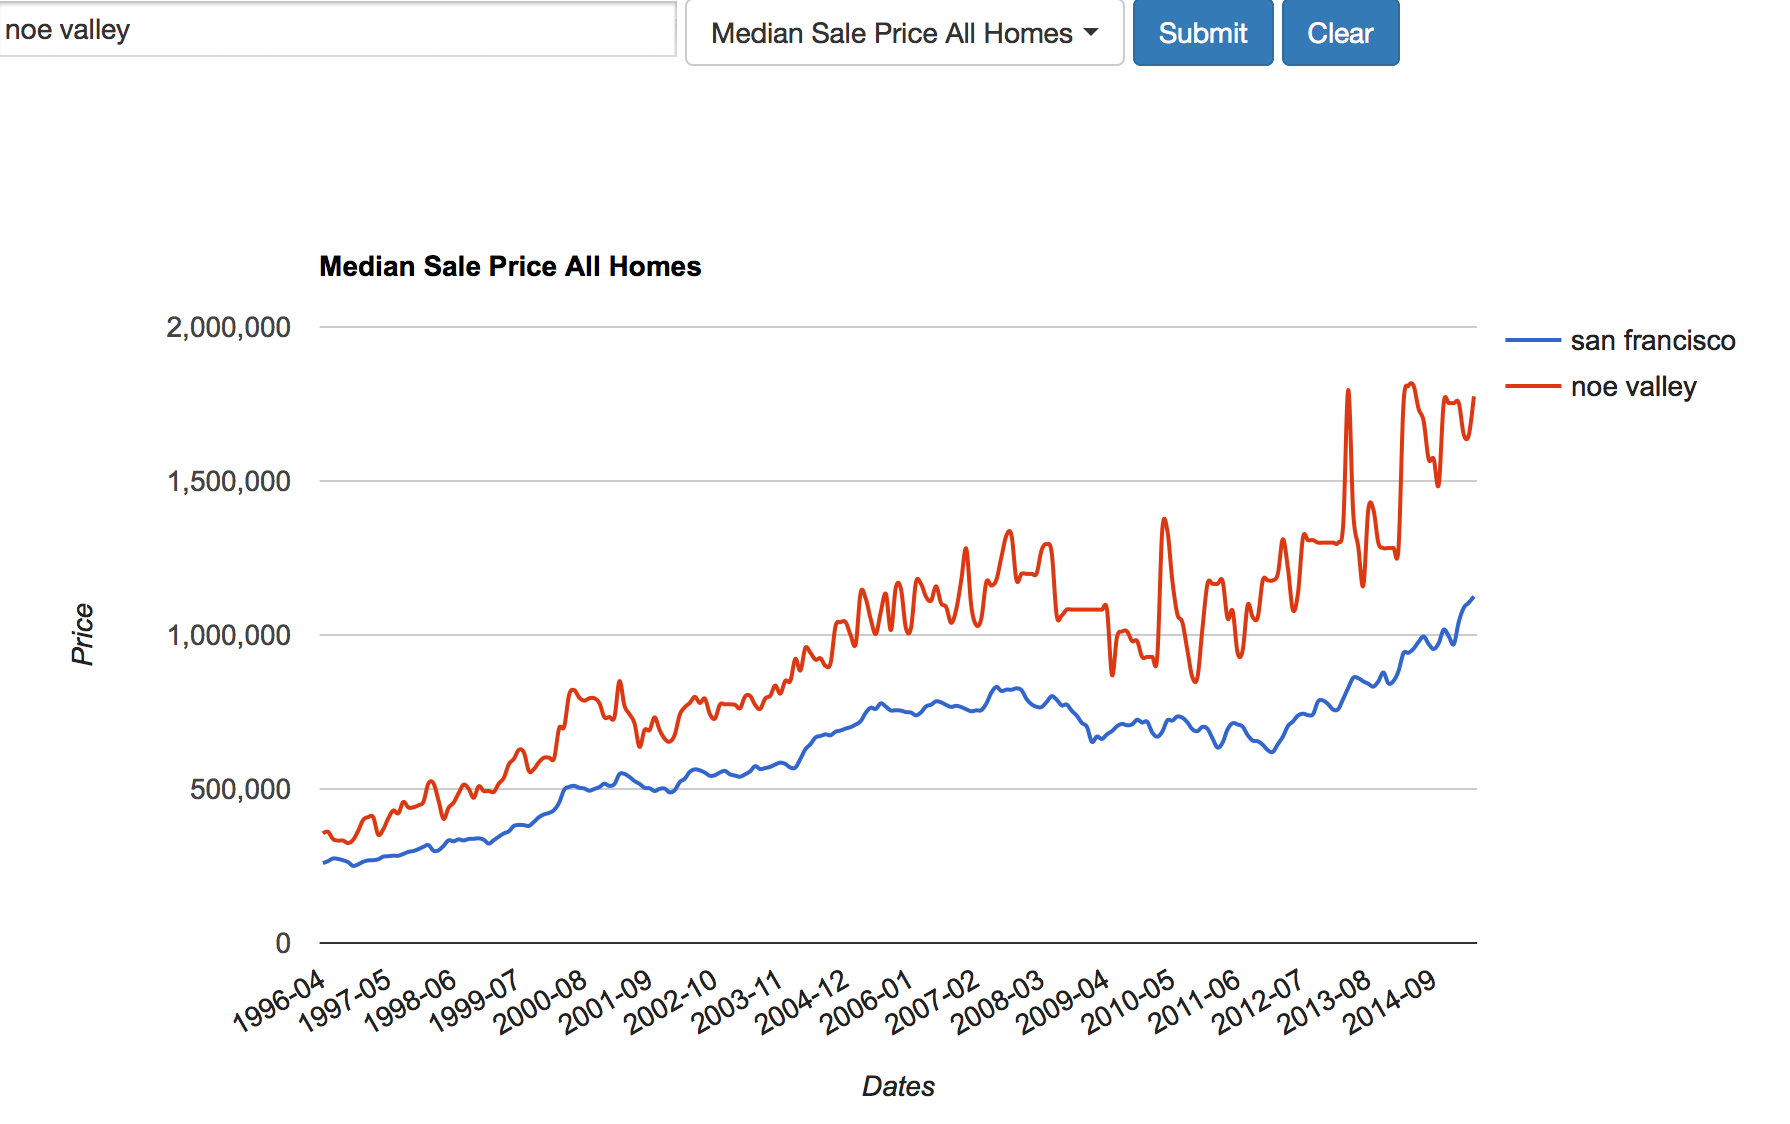 noe valley
Median Sale Price All Homes
Submit
Clear
Median Sale Price All Homes
2,000,000
1,500,000
1,000,000
500,000
0
Price
san francisco
noe valley
1996-04
1997-05
1998-06
1999-07
2000-08
2001-09
2002-10
2003-11
2004-12
2006-01
2007-02
2008-03
2009-04
2010-05
2011-06
2012-07
2013-08
2014-09
Dates